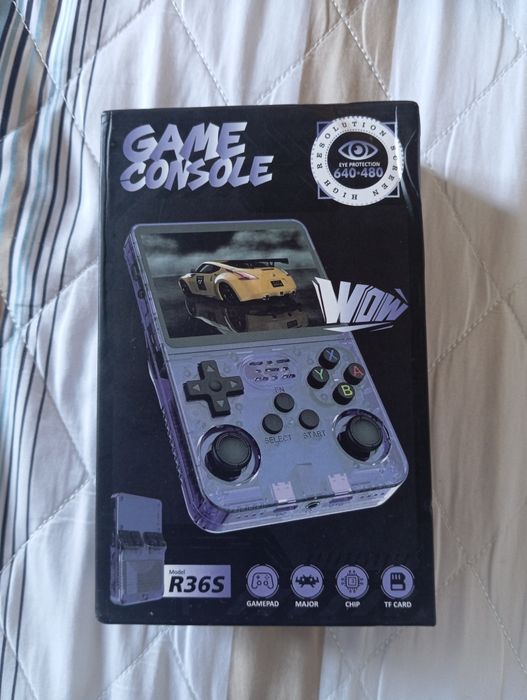 GAME
CONSOLE
HIGH RESOLUTION SCREEN
EYE PROTECTION
640*480
WOW
X
Y
A
B
FN
SELECT
START
Model
R36S
GAMEPAD
MAJOR
CHIP
TF CARD